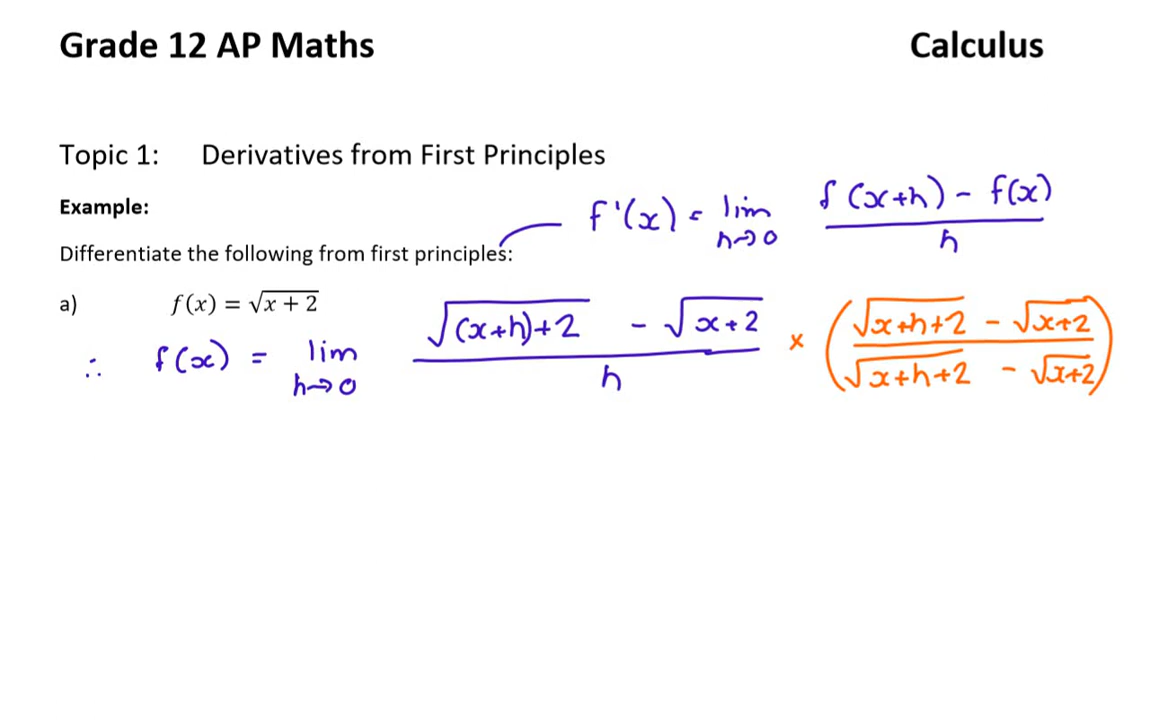 Grade 12 AP Maths Calculus
Topic 1: Derivatives from First Principles
Example: f'(x) = lim h→0 f(x+h) - f(x) / h
Differentiate the following from first principles:
a) f(x) = √(x + 2)
∴ f(x) = lim h→0 √((x+h)+2) - √(x+2) / h × (√(x+h+2) - √(x+2) / √(x+h+2) - √(x+2))